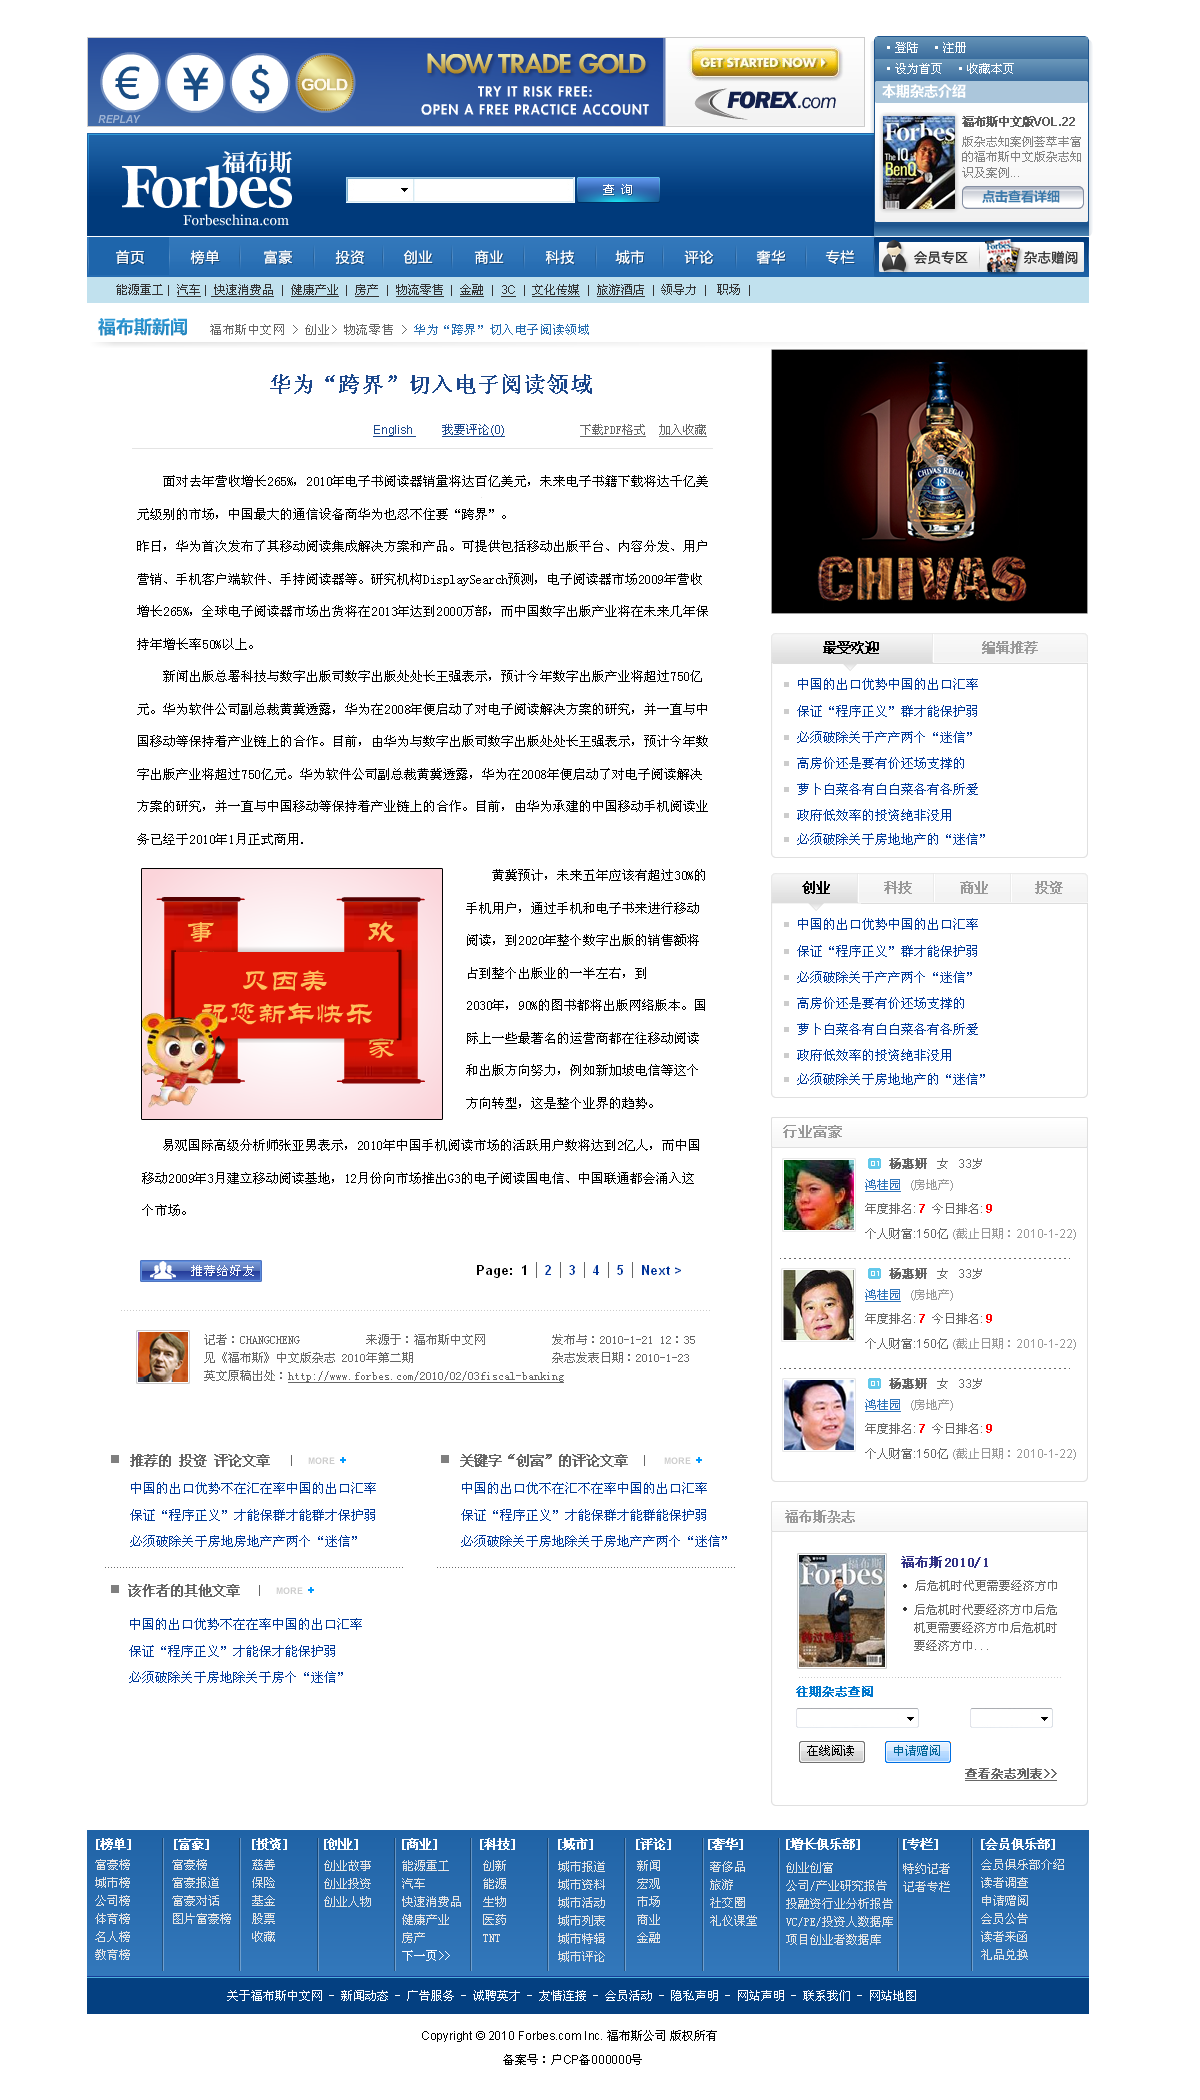 € ¥ $ GOLD
REPLAY
NOW TRADE GOLD
TRY IT RISK FREE:
OPEN A FREE PRACTICE ACCOUNT
GET STARTED NOW
FOREX.com
登陆 注册
设为首页 收藏本页
本期杂志介绍
Forbes
The IQ of
BenQ
福布斯中文版VOL.22
版杂志知案例荟萃丰富
的福布斯中文版杂志知
识及案例...
点击查看详细
福布斯
Forbes
Forbeschina.com
查 询
首页 榜单 富豪 投资 创业 商业 科技 城市 评论 奢华 专栏
会员专区 杂志赠阅
能源重工 | 汽车 | 快速消费品 | 健康产业 | 房产 | 物流零售 | 金融 | 3C | 文化传媒 | 旅游酒店 | 领导力 | 职场 |
福布斯新闻 福布斯中文网 > 创业> 物流零售 > 华为“跨界”切入电子阅读领域
华为“跨界”切入电子阅读领域
English 我要评论(0) 下载PDF格式 加入收藏
面对去年营收增长265%，2010年电子书阅读器销量将达百亿美元，未来电子书籍下载将达千亿美
元级别的市场，中国最大的通信设备商华为也忍不住要“跨界”。
昨日，华为首次发布了其移动阅读集成解决方案和产品。可提供包括移动出版平台、内容分发、用户
营销、手机客户端软件、手持阅读器等。研究机构DisplaySearch预测，电子阅读器市场2009年营收
增长265%，全球电子阅读器市场出货将在2013年达到2000万部，而中国数字出版产业将在未来几年保
持年增长率50%以上。
新闻出版总署科技与数字出版司数字出版处处长王强表示，预计今年数字出版产业将超过750亿
元。华为软件公司副总裁黄冀透露，华为在2008年便启动了对电子阅读解决方案的研究，并一直与中
国移动等保持着产业链上的合作。目前，由华为与数字出版司数字出版处处长王强表示，预计今年数
字出版产业将超过750亿元。华为软件公司副总裁黄冀透露，华为在2008年便启动了对电子阅读解决
方案的研究，并一直与中国移动等保持着产业链上的合作。目前，由华为承建的中国移动手机阅读业
务已经于2010年1月正式商用.
事 欢
贝因美
祝您新年快乐
家
黄冀预计，未来五年应该有超过30%的
手机用户，通过手机和电子书来进行移动
阅读，到2020年整个数字出版的销售额将
占到整个出版业的一半左右，到
2030年，90%的图书都将出版网络版本。国
际上一些最著名的运营商都在往移动阅读
和出版方向努力，例如新加坡电信等这个
方向转型，这是整个业界的趋势。
易观国际高级分析师张亚男表示，2010年中国手机阅读市场的活跃用户数将达到2亿人，而中国
移动2009年3月建立移动阅读基地，12月份向市场推出G3的电子阅读国电信、中国联通都会涌入这
个市场。
推荐给好友
Page: 1 | 2 | 3 | 4 | 5 | Next >
记者：CHANGCHENG 来源于：福布斯中文网 发布与：2010-1-21 12：35
见《福布斯》中文版杂志 2010年第二期 杂志发表日期：2010-1-23
英文原稿出处：http://www.forbes.com/2010/02/03fiscal-banking
推荐的 投资 评论文章 | MORE +
中国的出口优势不在汇在率中国的出口汇率
保证“程序正义”才能保群才能群才保护弱
必须破除关于房地房地产产两个“迷信”
关键字“创富”的评论文章 | MORE +
中国的出口优不在汇不在率中国的出口汇率
保证“程序正义”才能保群才能群能保护弱
必须破除关于房地除关于房地产产两个“迷信”
该作者的其他文章 | MORE +
中国的出口优势不在在率中国的出口汇率
保证“程序正义”才能保才能保护弱
必须破除关于房地除关于房个“迷信”
18
CHIVAS REGAL
18
CHIVAS
最受欢迎 编辑推荐
中国的出口优势中国的出口汇率
保证“程序正义”群才能保护弱
必须破除关于产产两个“迷信”
高房价还是要有价还场支撑的
萝卜白菜各有白白菜各有各所爱
政府低效率的投资绝非没用
必须破除关于房地地产的“迷信”
创业 科技 商业 投资
中国的出口优势中国的出口汇率
保证“程序正义”群才能保护弱
必须破除关于产产两个“迷信”
高房价还是要有价还场支撑的
萝卜白菜各有白白菜各有各所爱
政府低效率的投资绝非没用
必须破除关于房地地产的“迷信”
行业富豪
01 杨惠妍 女 33岁
鸿桂园 (房地产)
年度排名: 7 今日排名: 9
个人财富:150亿 (截止日期：2010-1-22)
01 杨惠妍 女 33岁
鸿桂园 (房地产)
年度排名: 7 今日排名: 9
个人财富:150亿 (截止日期：2010-1-22)
01 杨惠妍 女 33岁
鸿桂园 (房地产)
年度排名: 7 今日排名: 9
个人财富:150亿 (截止日期：2010-1-22)
福布斯杂志
福布斯
Forbes
福布斯2010/1
后危机时代更需要经济方巾
后危机时代要经济方巾后危
机更需要经济方巾后危机时
要经济方巾...
往期杂志查阅
在线阅读 申请赠阅
查看杂志列表>>
[榜单]
富豪榜
城市榜
公司榜
体育榜
名人榜
教育榜
[富豪]
富豪榜
富豪报道
富豪对话
图片富豪榜
[投资]
慈善
保险
基金
股票
收藏
[创业]
创业故事
创业投资
创业人物
[商业]
能源重工
汽车
快速消费品
健康产业
房产
下一页>>
[科技]
创新
能源
生物
医药
TNT
[城市]
城市报道
城市资料
城市活动
城市列表
城市特辑
城市评论
[评论]
新闻
宏观
市场
商业
金融
[奢华]
奢侈品
旅游
社交圈
礼仪课堂
[增长俱乐部]
创业创富
公司/产业研究报告
投融资行业分析报告
VC/PE/投资人数据库
项目创业者数据库
[专栏]
特约记者
记者专栏
[会员俱乐部]
会员俱乐部介绍
读者调查
申请赠阅
会员公告
读者来函
礼品兑换
关于福布斯中文网 - 新闻动态 - 广告服务 - 诚聘英才 - 友情连接 - 会员活动 - 隐私声明 - 网站声明 - 联系我们 - 网站地图
Copyright © 2010 Forbes.com Inc. 福布斯公司 版权所有
备案号：户CP备000000号